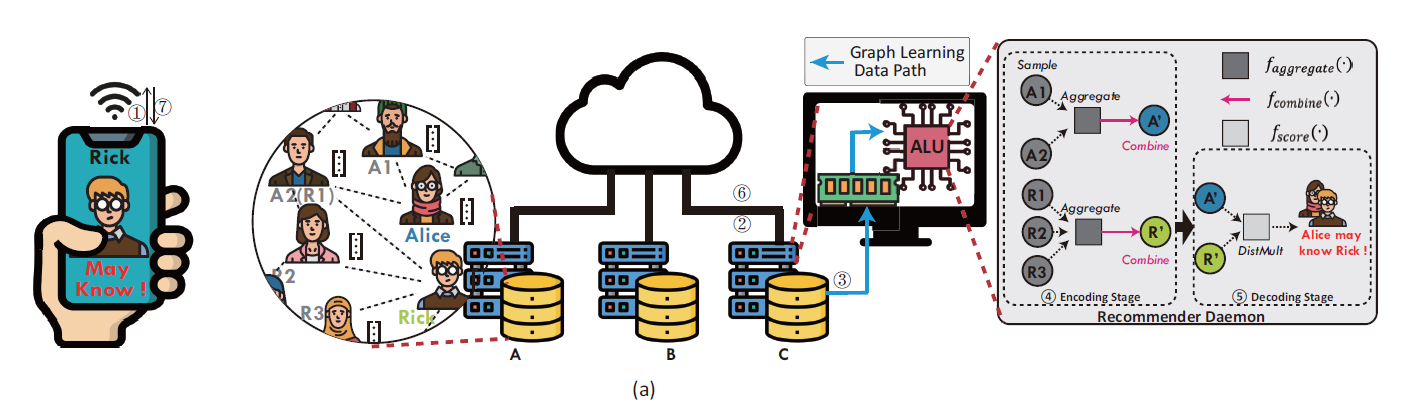 ①
⑦
Rick
May
Know !
A1
A2(R1)
Alice
R2
R3
Rick
A
B
C
(a)
⑥
②
③
Graph Learning
Data Path
ALU
Sample
A1
Aggregate
A'
A2
Combine
R1
Aggregate
R2
R'
R3
Combine
④ Encoding Stage
f_aggregate(·)
f_combine(·)
f_score(·)
A'
R'
DistMult
Alice may
know Rick !
⑤ Decoding Stage
Recommender Daemon